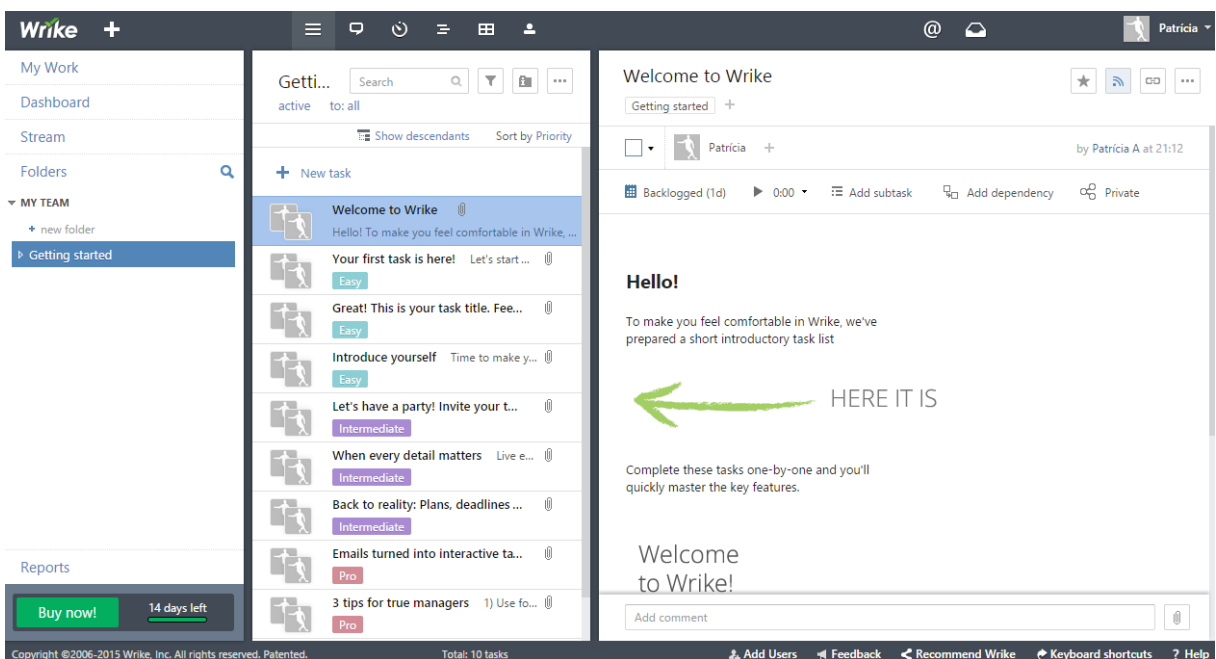 Wrike
Patrícia
My Work
Dashboard
Stream
Folders
MY TEAM
+ new folder
Getting started
Reports
Buy now!
14 days left
Getti...
Search
active to: all
Show descendants Sort by Priority
+ New task
Welcome to Wrike
Hello! To make you feel comfortable in Wrike, ...
Your first task is here! Let's start ...
Easy
Great! This is your task title. Fee...
Easy
Introduce yourself Time to make y...
Easy
Let's have a party! Invite your t...
Intermediate
When every detail matters Live e...
Intermediate
Back to reality: Plans, deadlines ...
Intermediate
Emails turned into interactive ta...
Pro
3 tips for true managers 1) Use fo...
Pro
Welcome to Wrike
Getting started +
Patrícia +
by Patrícia A at 21:12
Backlogged (1d) 0:00 Add subtask Add dependency Private
Hello!
To make you feel comfortable in Wrike, we've
prepared a short introductory task list
HERE IT IS
Complete these tasks one-by-one and you'll
quickly master the key features.
Welcome
to Wrike!
Add comment
Copyright ©2006-2015 Wrike, Inc. All rights reserved. Patented.
Total: 10 tasks
Add Users Feedback Recommend Wrike Keyboard shortcuts ? Help